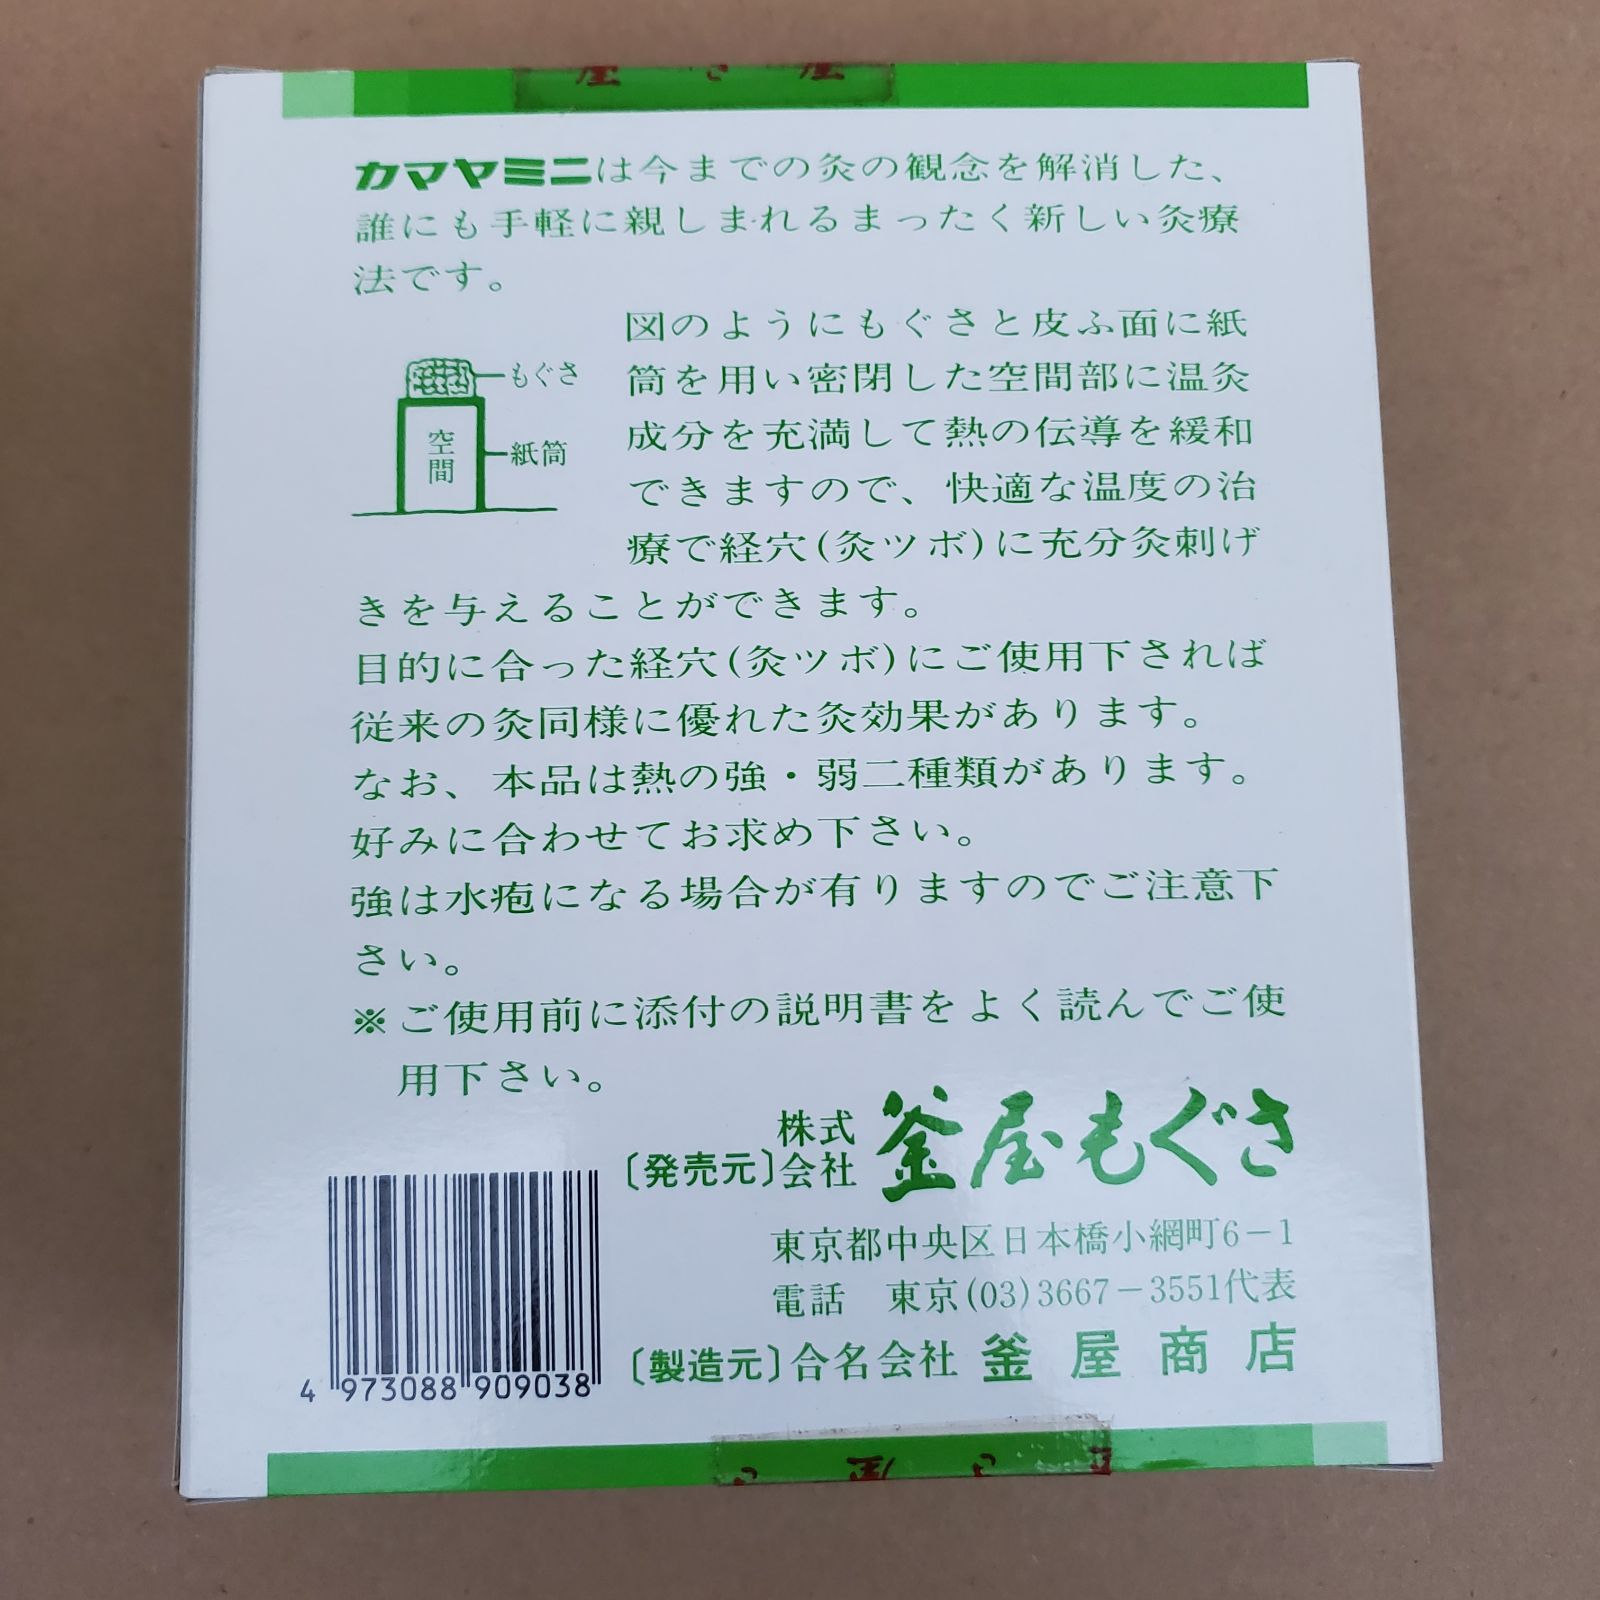 屋 さ 屋
カマヤミニは今までの灸の観念を解消した、
誰にも手軽に親しまれるまったく新しい灸療
法です。
図のようにもぐさと皮ふ面に紙
筒を用い密閉した空間部に温灸
成分を充満して熱の伝導を緩和
できますので、快適な温度の治
療で経穴(灸ツボ)に充分灸刺げ
きを与えることができます。
もぐさ
空間
紙筒
目的に合った経穴(灸ツボ)にご使用下されば
従来の灸同様に優れた灸効果があります。
なお、本品は熱の強・弱二種類があります。
好みに合わせてお求め下さい。
強は水疱になる場合が有りますのでご注意下
さい。
※ご使用前に添付の説明書をよく読んでご使
用下さい。
〔発売元〕株式会社 釜屋もぐさ
東京都中央区日本橋小網町6−1
電話 東京(03)3667−3551代表
〔製造元〕合名会社 釜屋商店
4 973088 909038